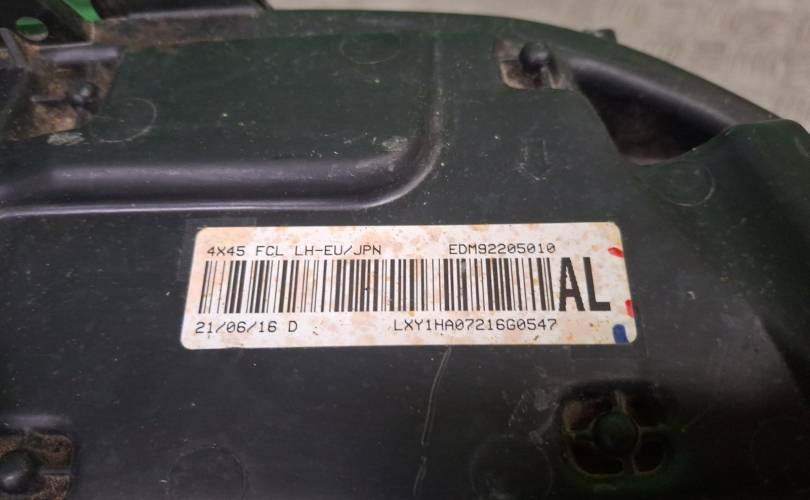 4X45 FCL LH-EU/JPN EDM92205010
AL
21/06/16 D LXY1HA07216G0547